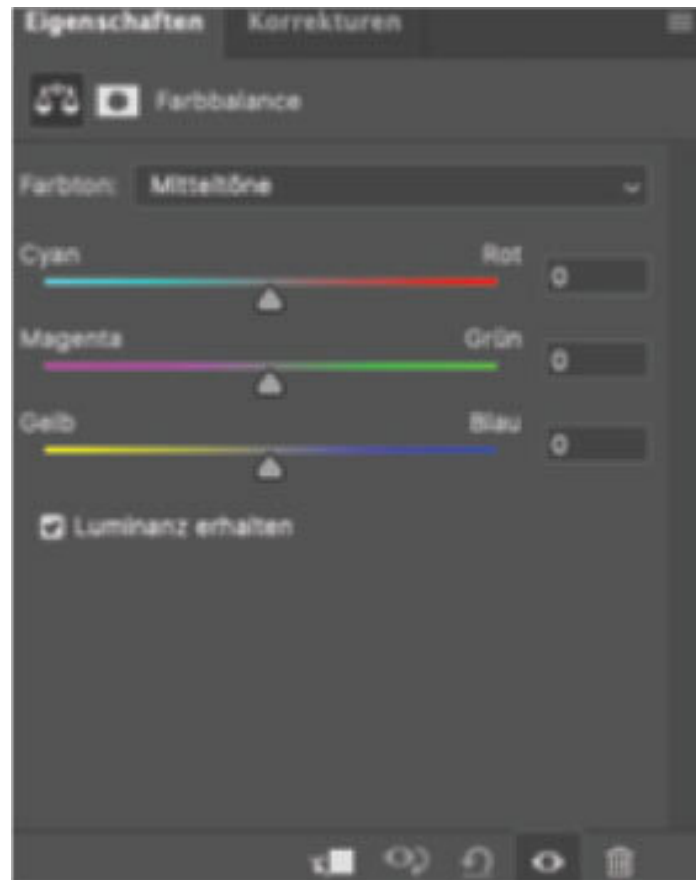 Eigenschaften Korrekturen
Farbbalance
Farbton: Mitteltöne
Cyan Rot 0
Magenta Grün 0
Gelb Blau 0
Luminanz erhalten